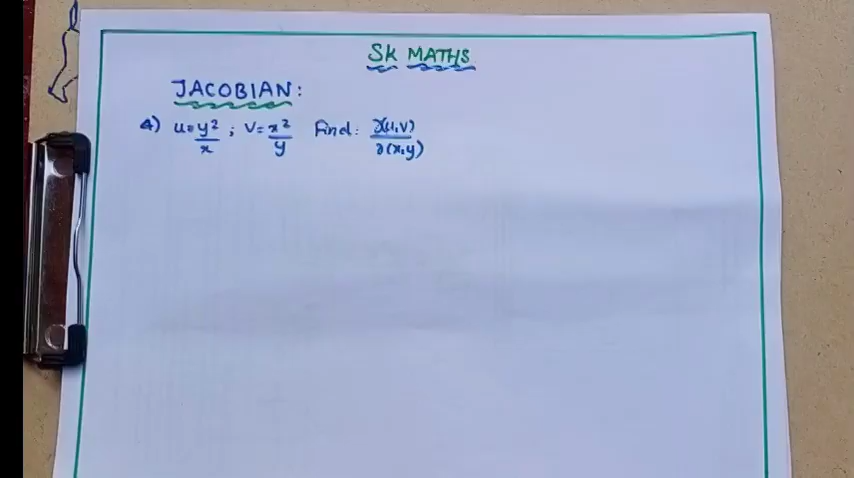 SK MATHS
JACOBIAN:
4) u=y²/x ; v=x²/y Find: ∂(u,v)/∂(x,y)